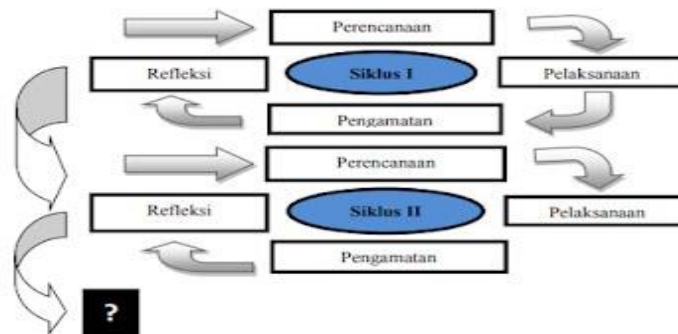 Perencanaan
Refleksi
Siklus I
Pelaksanaan
Pengamatan
Perencanaan
Refleksi
Siklus II
Pelaksanaan
Pengamatan
?